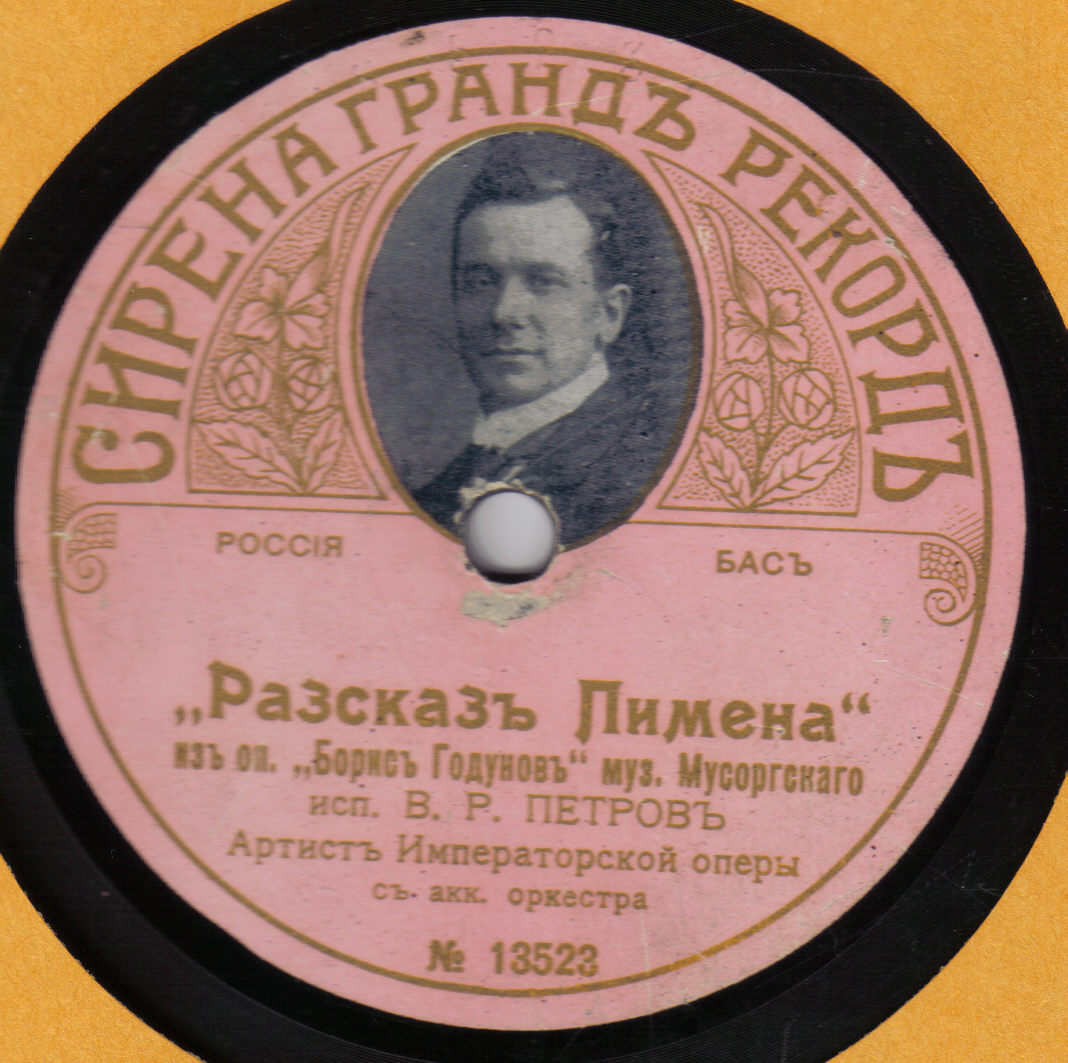 СИРЕНА ГРАНДЪ РЕКОРДЪ
РОССІЯ
БАСЪ
„Разсказъ Пимена“
изъ оп. „Борисъ Годуновъ“ муз. Мусоргскаго
исп. В. Р. ПЕТРОВЪ
Артистъ Императорской оперы
съ акк. оркестра
№ 13523